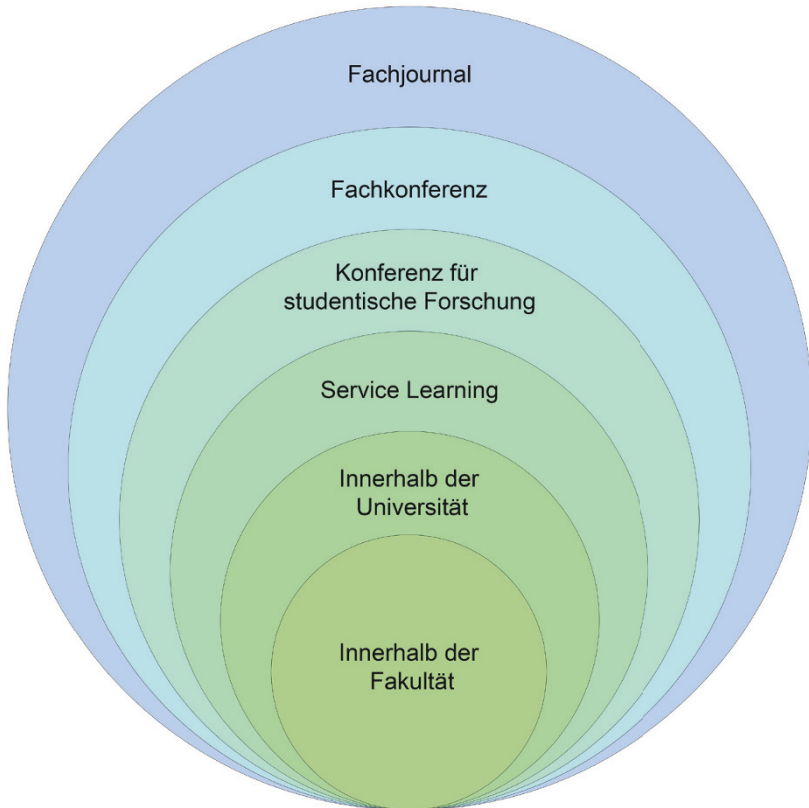 Fachjournal
Fachkonferenz
Konferenz für
studentische Forschung
Service Learning
Innerhalb der
Universität
Innerhalb der
Fakultät